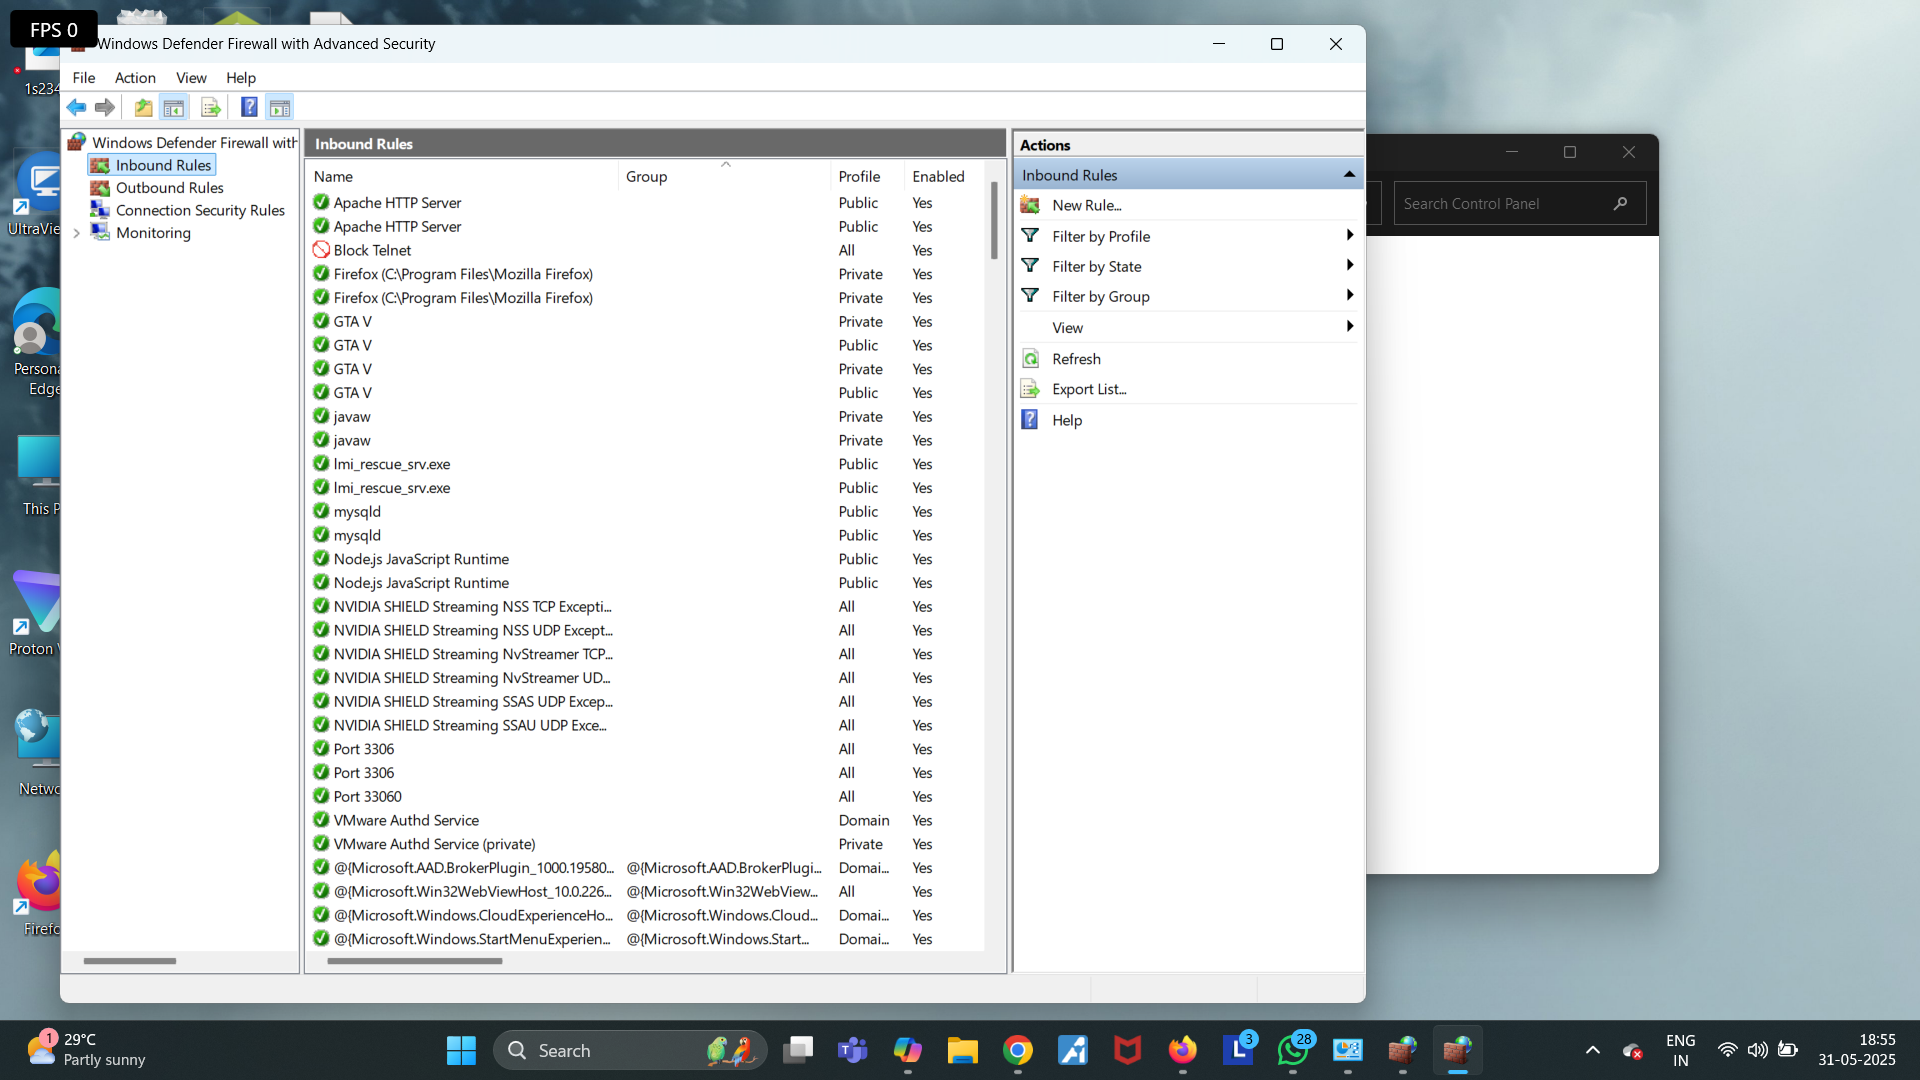 FPS 0
Windows Defender Firewall with Advanced Security
File Action View Help
Windows Defender Firewall with
Inbound Rules
Outbound Rules
Connection Security Rules
Monitoring
Inbound Rules
Name Group Profile Enabled
Apache HTTP Server Public Yes
Apache HTTP Server Public Yes
Block Telnet All Yes
Firefox (C:\Program Files\Mozilla Firefox) Private Yes
Firefox (C:\Program Files\Mozilla Firefox) Private Yes
GTA V Private Yes
GTA V Public Yes
GTA V Private Yes
GTA V Public Yes
javaw Private Yes
javaw Private Yes
lmi_rescue_srv.exe Public Yes
lmi_rescue_srv.exe Public Yes
mysqld Public Yes
mysqld Public Yes
Node.js JavaScript Runtime Public Yes
Node.js JavaScript Runtime Public Yes
NVIDIA SHIELD Streaming NSS TCP Excepti... All Yes
NVIDIA SHIELD Streaming NSS UDP Except... All Yes
NVIDIA SHIELD Streaming NvStreamer TCP... All Yes
NVIDIA SHIELD Streaming NvStreamer UD... All Yes
NVIDIA SHIELD Streaming SSAS UDP Excep... All Yes
NVIDIA SHIELD Streaming SSAU UDP Exce... All Yes
Port 3306 All Yes
Port 3306 All Yes
Port 33060 All Yes
VMware Authd Service Domain Yes
VMware Authd Service (private) Private Yes
@{Microsoft.AAD.BrokerPlugin_1000.19580... @{Microsoft.AAD.BrokerPlugi... Domai... Yes
@{Microsoft.Win32WebViewHost_10.0.226... @{Microsoft.Win32WebView... All Yes
@{Microsoft.Windows.CloudExperienceHo... @{Microsoft.Windows.Cloud... Domai... Yes
@{Microsoft.Windows.StartMenuExperien... @{Microsoft.Windows.Start... Domai... Yes
Actions
Inbound Rules
New Rule...
Filter by Profile
Filter by State
Filter by Group
View
Refresh
Export List...
Help
Search Control Panel
1s234
UltraVie
Persona
Edge
This P
Proton V
Netwo
Firefo
1
29°C
Partly sunny
Search
3
28
ENG
IN
18:55
31-05-2025